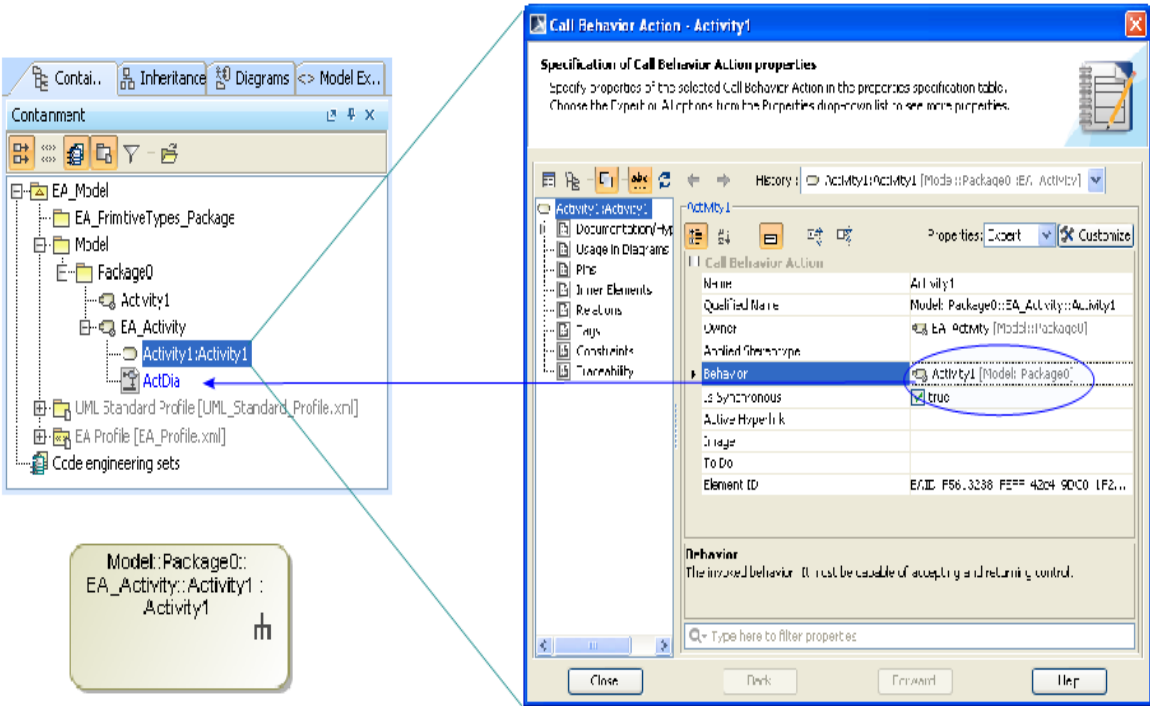 Contai..
Inheritance
Diagrams
<> Model Ex..
Containment
EA_Model
EA_PrimtiveTypes_Package
Model
Package0
Activity1
EA_Activity
Activity1:Activity1
ActDia
UML Standard Profile [UML_Standard_Profile.xml]
EA Profile [EA_Profile.xml]
Code engineering sets
Model::Package0::
EA_Activity::Activity1 :
Activity1
Call Behavior Action - Activity1
Specification of Call Behavior Action properties
Specify properties of the selected Call Behavior Action in the properties specification table.
Choose the Expert or All options from the Properties drop-down list to see more properties.
History: Activity1:Activity1 [Model::Package0::EA_Activity]
Activity1:Activity1
Documentation/Hyp
Usage in Diagrams
Pins
Inner Elements
Relations
Tags
Constraints
Traceability
Activity1
Properties: Expert
Customize
Call Behavior Action
Name Activity1
Qualified Name Model::Package0::EA_Activity::Activity1
Owner EA_Activity [Model::Package0]
Applied Stereotype
Behavior Activity1 [Model::Package0]
Is Synchronous true
Active Hyperlink
Image
To Do
Element ID
Behavior
The invoked behavior. It must be capable of accepting and returning control.
Type here to filter properties
Close
Back
Forward
Help